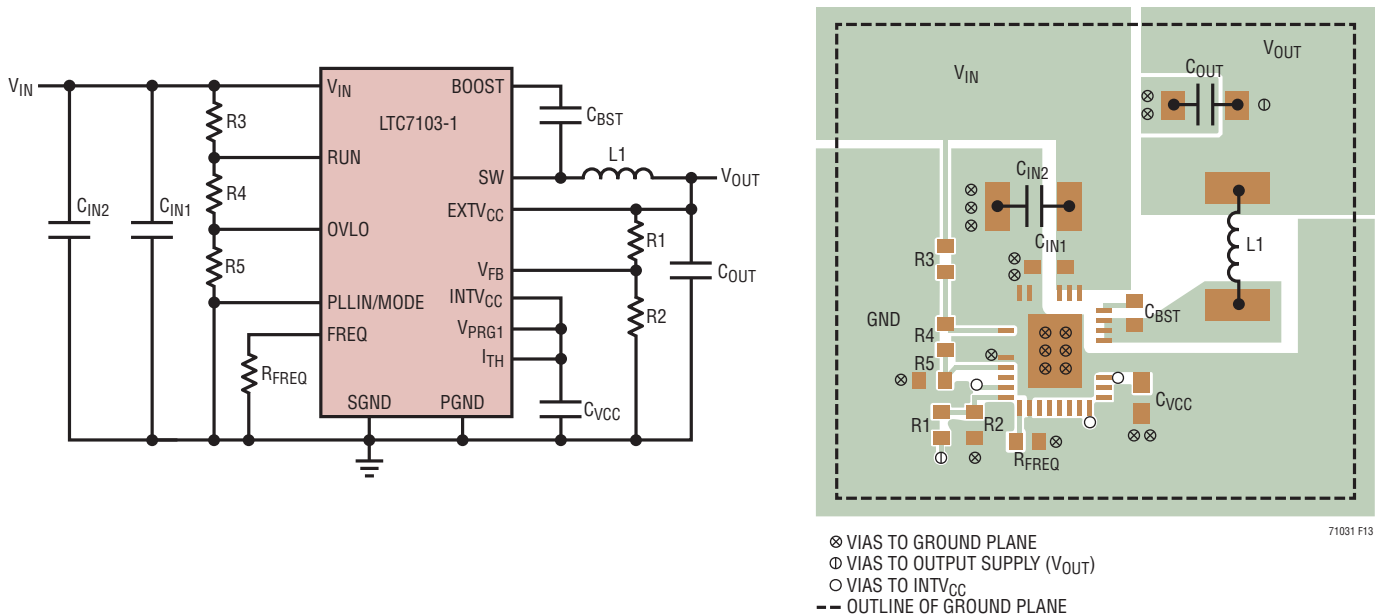 VIN
VIN
BOOST
LTC7103-1
CBST
R3
RUN
L1
SW
VOUT
R4
EXTVCC
CIN2
CIN1
OVLO
R1
R5
VFB
COUT
INTVCC
PLLIN/MODE
R2
VPRG1
FREQ
ITH
RFREQ
SGND
PGND
CVCC
VIN
VOUT
COUT
CIN2
CIN1
R3
L1
GND
R4
CBST
R5
CVCC
R1
R2
RFREQ
71031 F13
VIAS TO GROUND PLANE
VIAS TO OUTPUT SUPPLY (VOUT)
VIAS TO INTVCC
OUTLINE OF GROUND PLANE